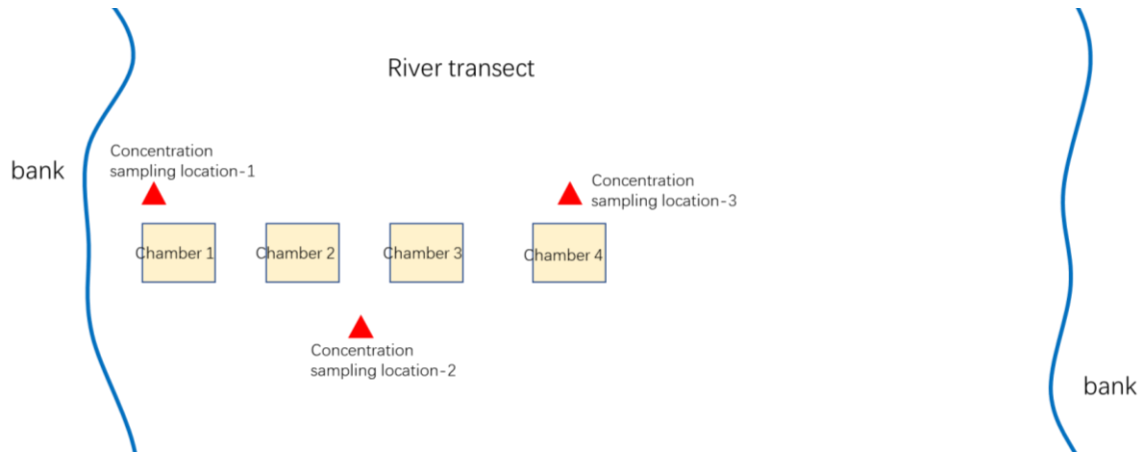 River transect
bank
Concentration
sampling location-1
Concentration
sampling location-3
Chamber 1
Chamber 2
Chamber 3
Chamber 4
Concentration
sampling location-2
bank